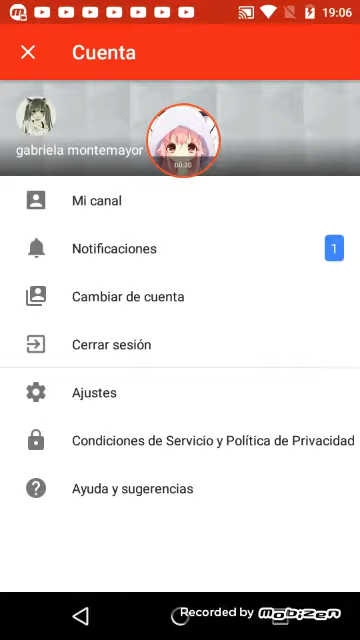 19:06
Cuenta
gabriela montemayor
00:20
Mi canal
Notificaciones
1
Cambiar de cuenta
Cerrar sesión
Ajustes
Condiciones de Servicio y Política de Privacidad
Ayuda y sugerencias
Recorded by mobizen